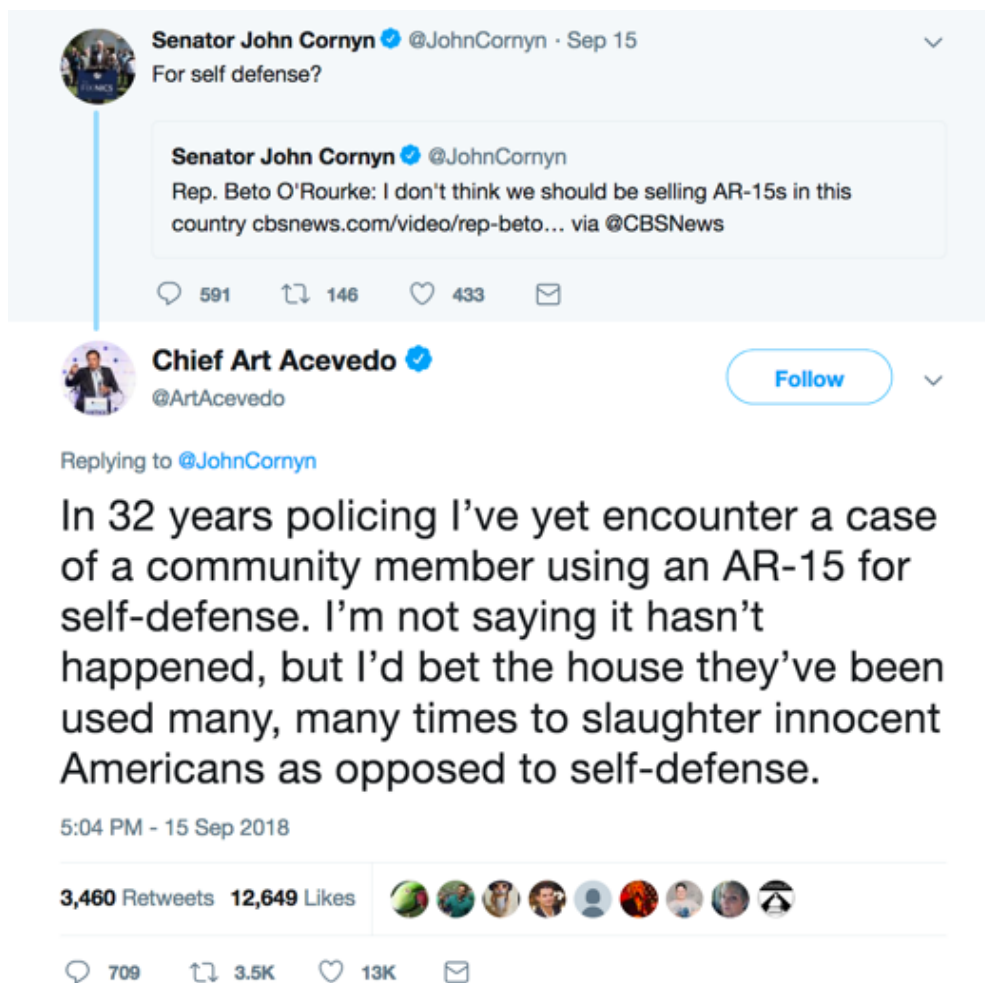 Senator John Cornyn @JohnCornyn · Sep 15
For self defense?
Senator John Cornyn @JohnCornyn
Rep. Beto O'Rourke: I don't think we should be selling AR-15s in this
country cbsnews.com/video/rep-beto... via @CBSNews
591 146 433
Chief Art Acevedo
@ArtAcevedo
Follow
Replying to @JohnCornyn
In 32 years policing I've yet encounter a case
of a community member using an AR-15 for
self-defense. I'm not saying it hasn't
happened, but I'd bet the house they've been
used many, many times to slaughter innocent
Americans as opposed to self-defense.
5:04 PM - 15 Sep 2018
3,460 Retweets 12,649 Likes
709 3.5K 13K